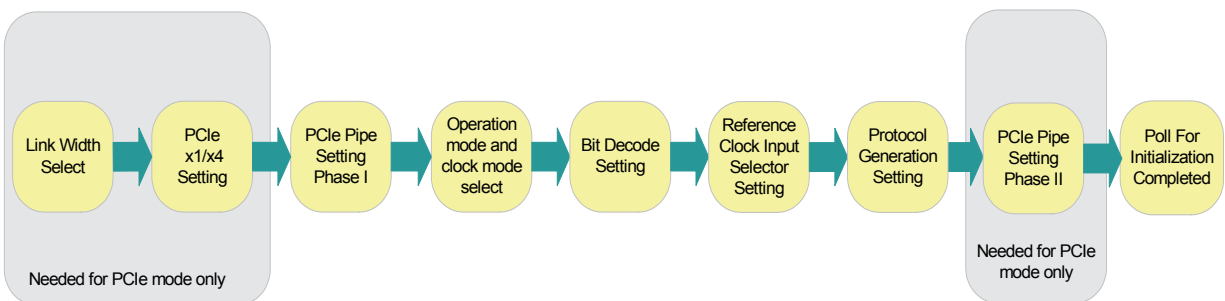 Link Width
Select
PCIe
x1/x4
Setting
PCIe Pipe
Setting
Phase I
Operation
mode and
clock mode
select
Bit Decode
Setting
Reference
Clock Input
Selector
Setting
Protocol
Generation
Setting
PCIe Pipe
Setting
Phase II
Poll For
Initialization
Completed
Needed for PCIe mode only
Needed for PCIe
mode only